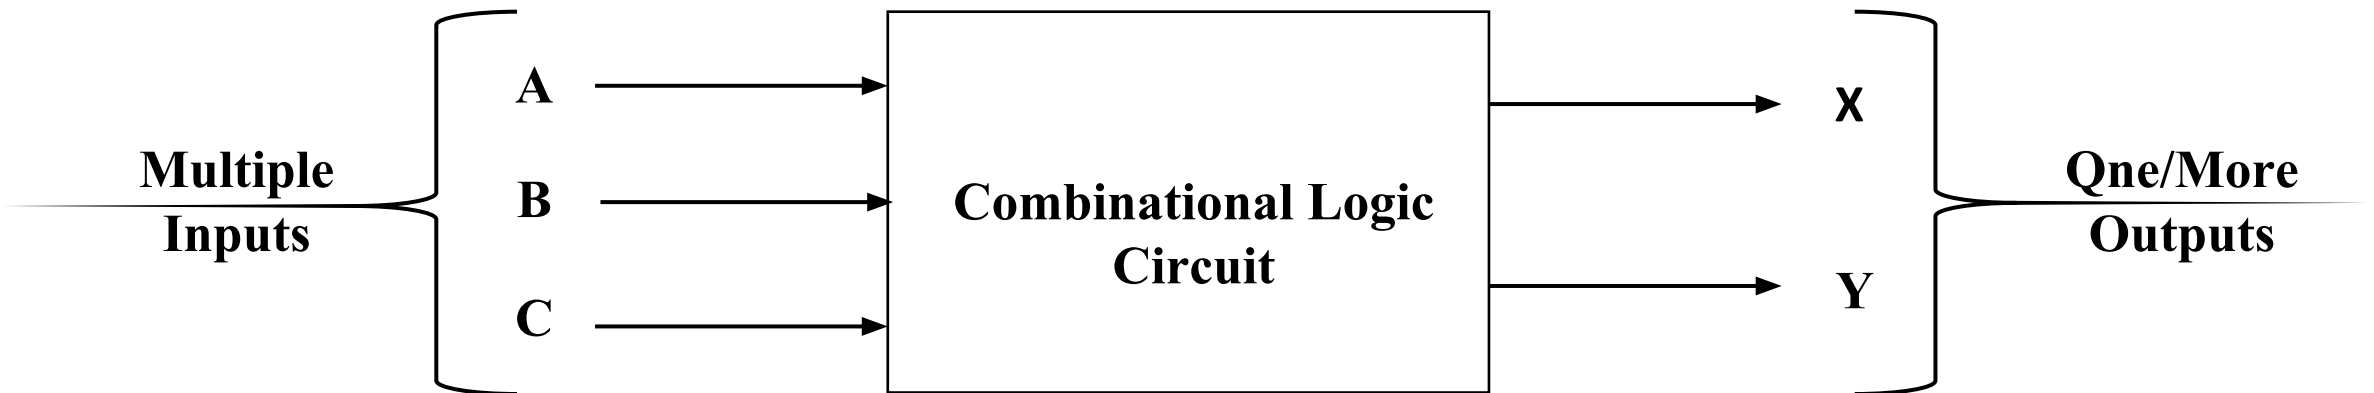 A
X
Multiple
Inputs
B
Combinational Logic
Circuit
Qne/More
Outputs
C
Y